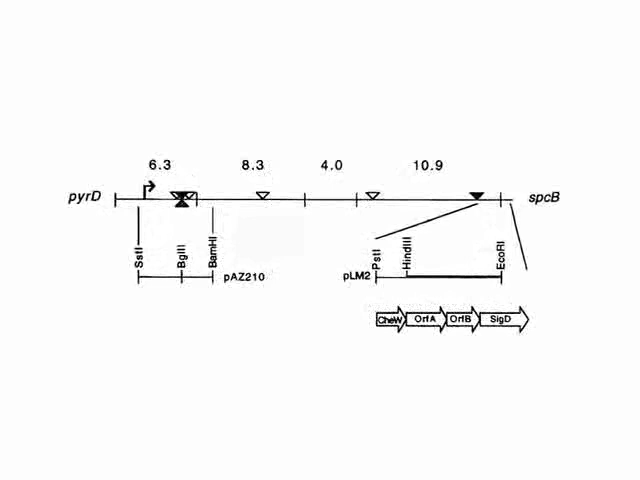 6.3 8.3 4.0 10.9
pyrD spcB
SstI BglII BamHI PstI HindIII EcoRI
pAZ210 pLM2
CheW OrfA OrfB SigD